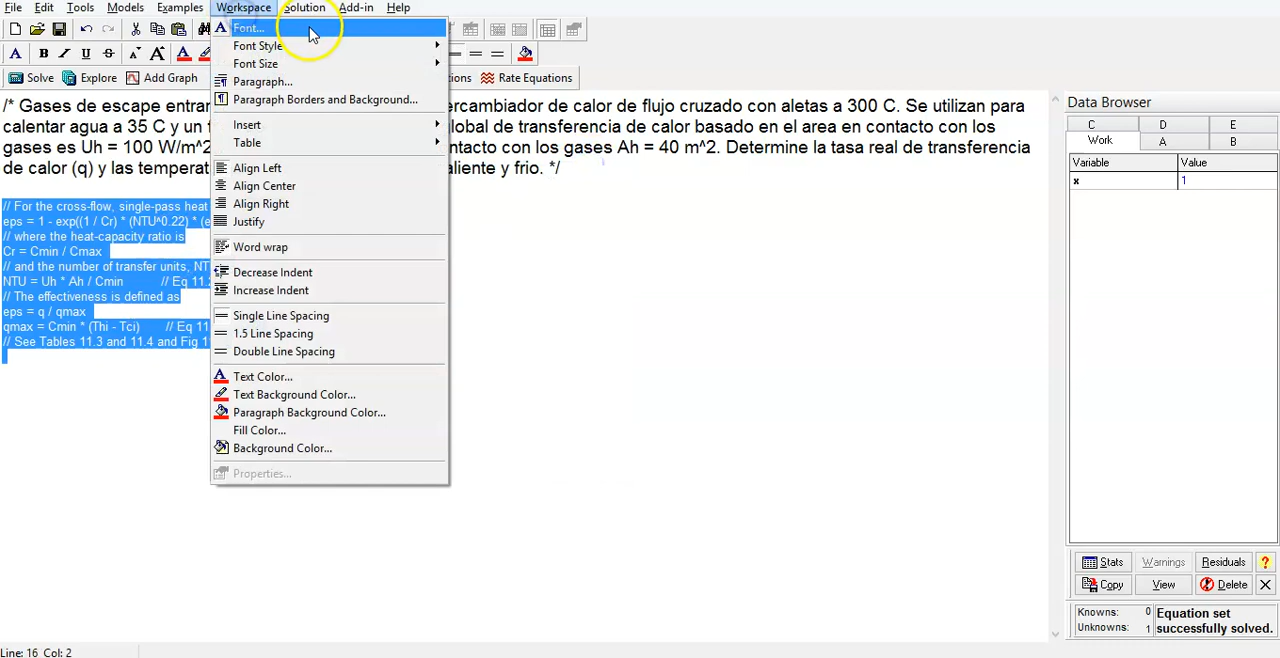 File Edit Tools Models Examples Workspace Solution Add-in Help
A B I U S A A A
Solve Explore Add Graph ions Rate Equations
Font...
Font Style
Font Size
Paragraph...
Paragraph Borders and Background...
Insert
Table
Align Left
Align Center
Align Right
Justify
Word wrap
Decrease Indent
Increase Indent
Single Line Spacing
1.5 Line Spacing
Double Line Spacing
Text Color...
Text Background Color...
Paragraph Background Color...
Fill Color...
Background Color...
Properties...
/* Gases de escape entra ercambiador de calor de flujo cruzado con aletas a 300 C. Se utilizan para
calentar agua a 35 C y un f global de transferencia de calor basado en el area en contacto con los
gases es Uh = 100 W/m^2 ntacto con los gases Ah = 40 m^2. Determine la tasa real de transferencia
de calor (q) y las temperat aliente y frio. */
// For the cross-flow, single-pass heat
eps = 1 - exp((1 / Cr) * (NTU^0.22) * (e
// where the heat-capacity ratio is
Cr = Cmin / Cmax
// and the number of transfer units, NT
NTU = Uh * Ah / Cmin // Eq 11.2
// The effectiveness is defined as
eps = q / qmax
qmax = Cmin * (Thi - Tci) // Eq 11
// See Tables 11.3 and 11.4 and Fig 1
Data Browser
C D E
Work A B
Variable Value
x 1
Stats Warnings Residuals ?
Copy View Delete X
Knowns: 0
Unknowns: 1
Equation set
successfully solved.
Line: 16 Col: 2